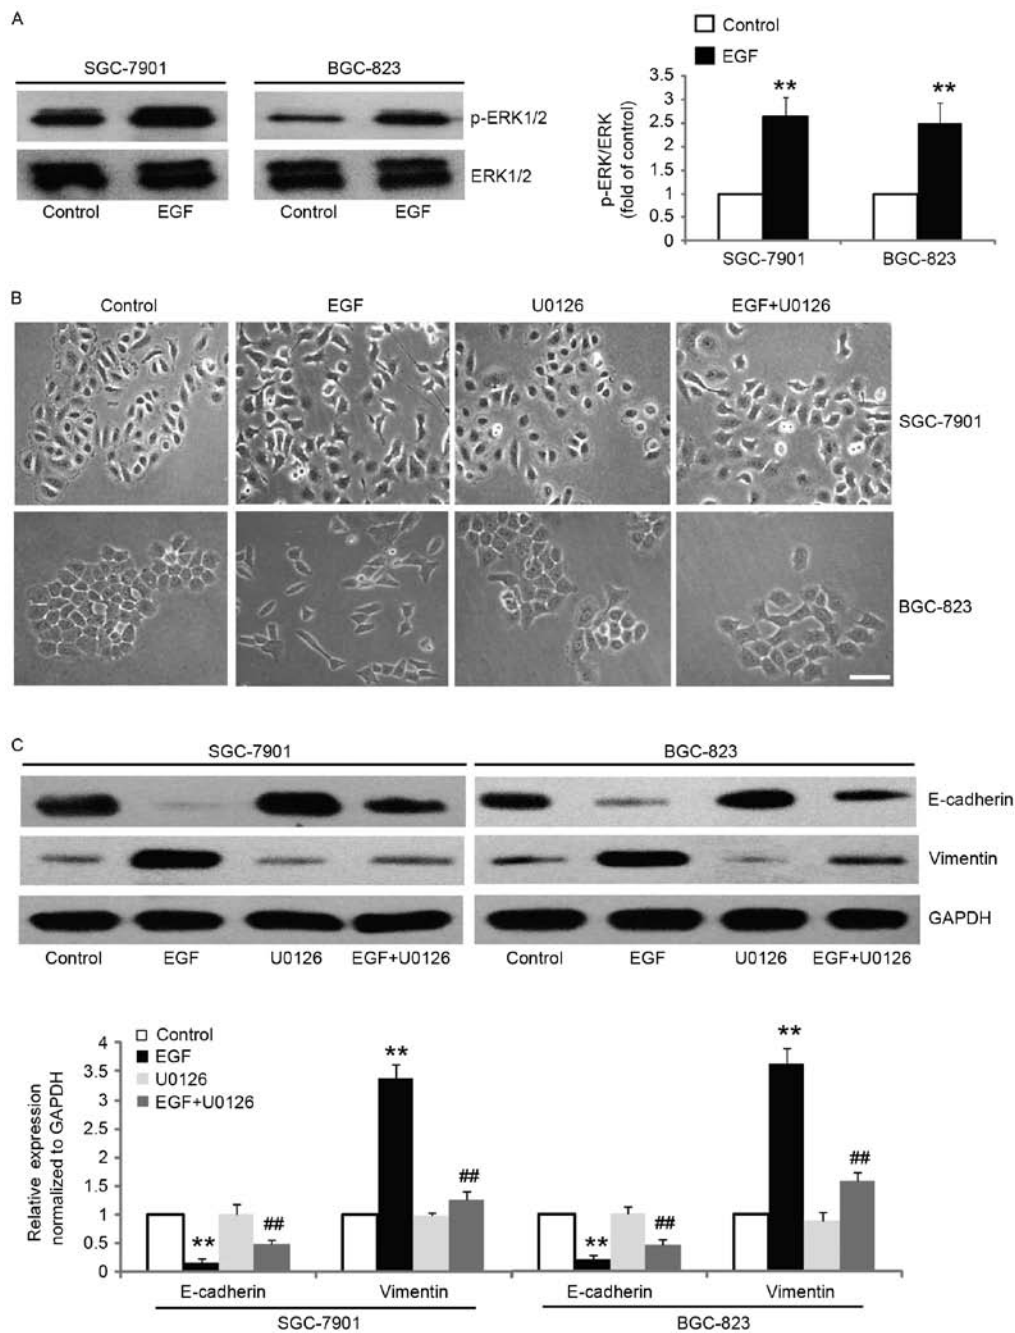 A
SGC-7901 BGC-823
p-ERK1/2
ERK1/2
Control EGF Control EGF
Control
EGF
p-ERK/ERK
(fold of control)
3.5
3
2.5
2
1.5
1
0.5
0
** **
SGC-7901 BGC-823
B
Control EGF U0126 EGF+U0126
SGC-7901
BGC-823
C
SGC-7901 BGC-823
E-cadherin
Vimentin
GAPDH
Control EGF U0126 EGF+U0126 Control EGF U0126 EGF+U0126
Relative expression
normalized to GAPDH
4
3.5
3
2.5
2
1.5
1
0.5
0
Control
EGF
U0126
EGF+U0126
** ## ** ## ** ## ** ##
E-cadherin Vimentin E-cadherin Vimentin
SGC-7901 BGC-823